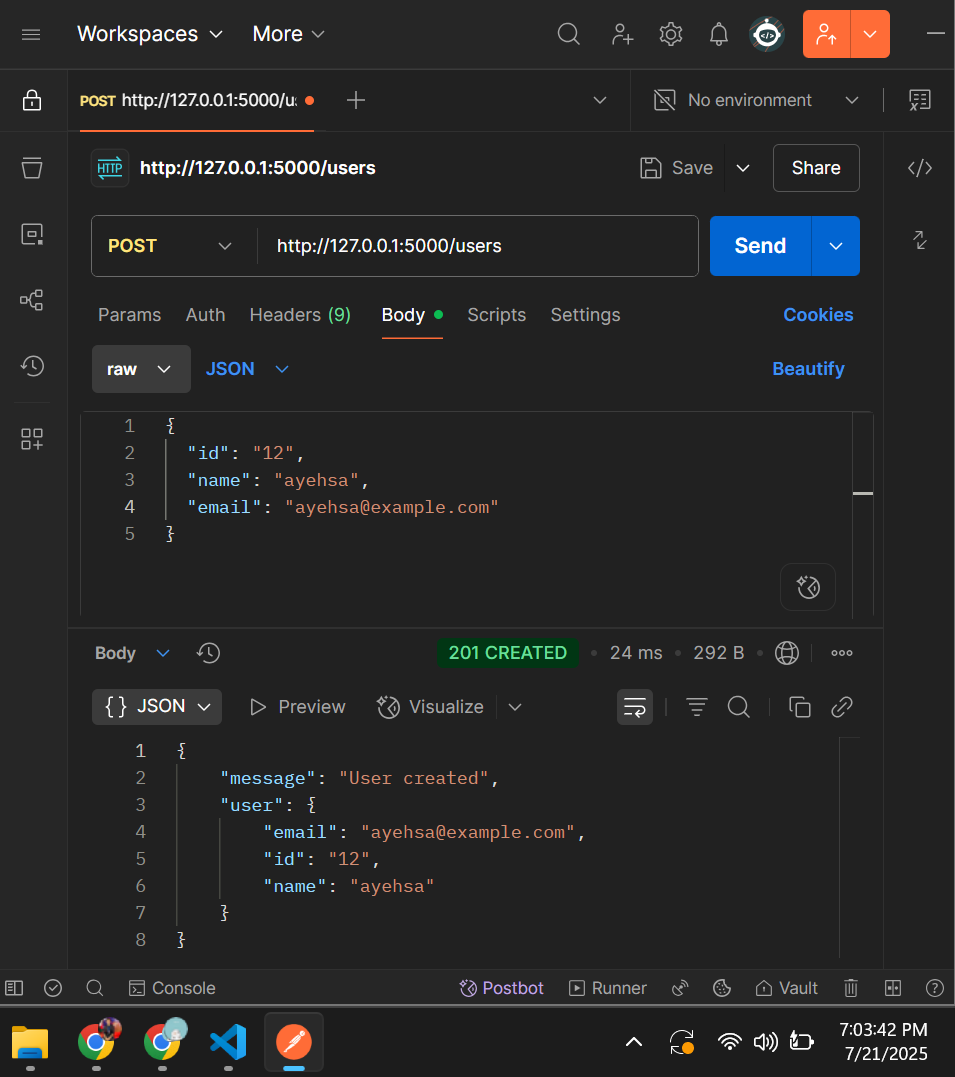 Workspaces More
POST http://127.0.0.1:5000/u: No environment
HTTP http://127.0.0.1:5000/users Save Share
POST http://127.0.0.1:5000/users Send
Params Auth Headers (9) Body Scripts Settings Cookies
raw JSON Beautify
1 {
2 "id": "12",
3 "name": "ayehsa",
4 "email": "ayehsa@example.com"
5 }
Body 201 CREATED 24 ms 292 B
{} JSON Preview Visualize
1 {
2 "message": "User created",
3 "user": {
4 "email": "ayehsa@example.com",
5 "id": "12",
6 "name": "ayehsa"
7 }
8 }
Console Postbot Runner Vault
7:03:42 PM
7/21/2025